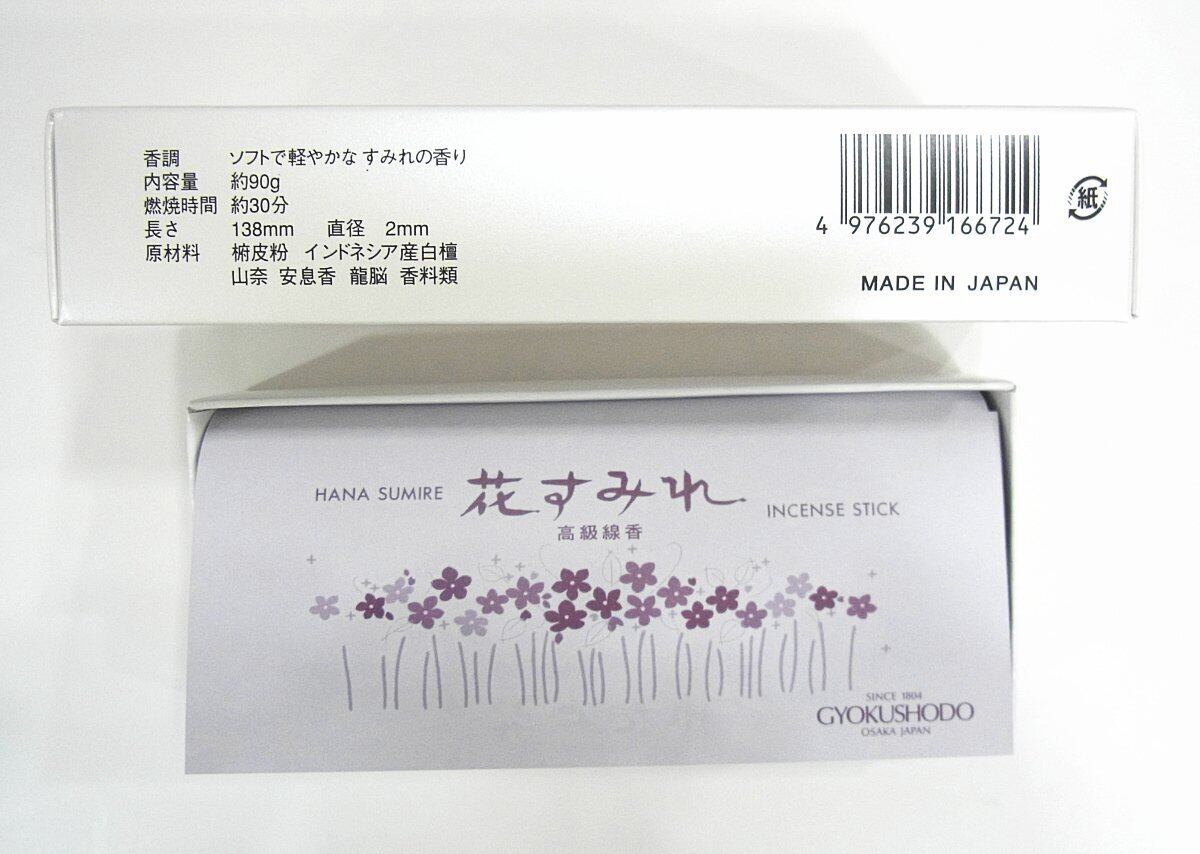 香調 ソフトで軽やかな すみれの香り
内容量 約90g
燃焼時間 約30分
長さ 138mm 直径 2mm
原材料 椨皮粉 インドネシア産白檀
山奈 安息香 龍脳 香料類
4 976239 166724
紙
MADE IN JAPAN
HANA SUMIRE 花すみれ INCENSE STICK
高級線香
SINCE 1804
GYOKUSHODO
OSAKA JAPAN